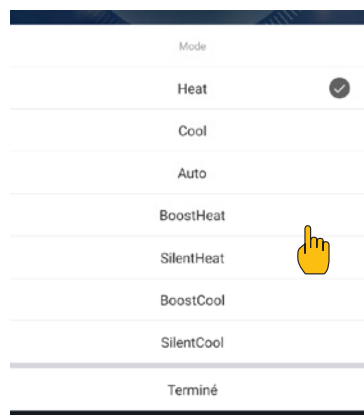 Mode
Heat
Cool
Auto
BoostHeat
SilentHeat
BoostCool
SilentCool
Terminé